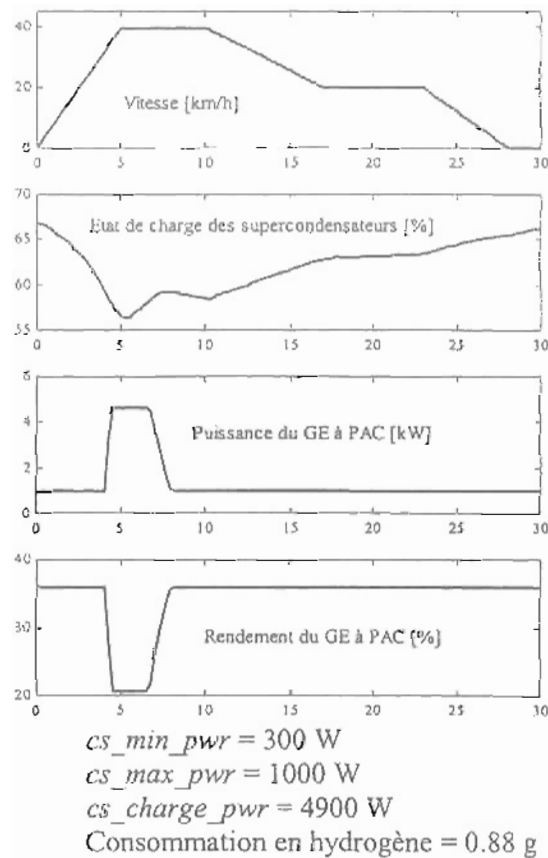 40
Vitesse [km/h]
20
0
0 5 10 15 20 25 30
70
Etat de charge des supercondensateurs [%]
65
60
55
0 5 10 15 20 25 30
6
4
Puissance du GE à PAC [kW]
2
0
0 5 10 15 20 25 30
40
30
Rendement du GE à PAC [%]
20
0 5 10 15 20 25 30
cs_min_pwr = 300 W
cs_max_pwr = 1000 W
cs_charge_pwr = 4900 W
Consommation en hydrogène = 0.88 g